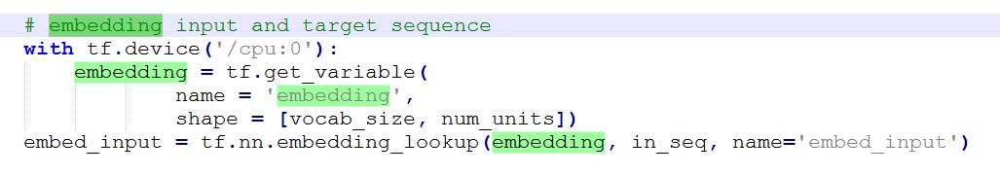 # embedding input and target sequence
with tf.device('/cpu:0'):
    embedding = tf.get_variable(
            name = 'embedding',
            shape = [vocab_size, num_units])
embed_input = tf.nn.embedding_lookup(embedding, in_seq, name='embed_input')